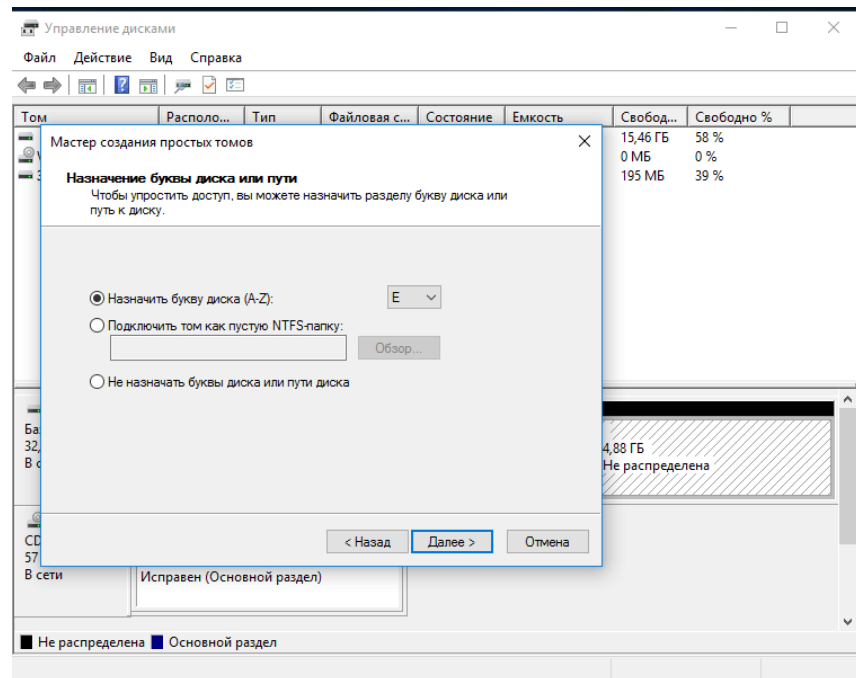 Управление дисками
Файл Действие Вид Справка
Том Располо... Тип Файловая с... Состояние Емкость Свобод... Свободно %
15,46 ГБ 58 %
0 МБ 0 %
195 МБ 39 %
Мастер создания простых томов
Назначение буквы диска или пути
Чтобы упростить доступ, вы можете назначить разделу букву диска или
путь к диску.
Назначить букву диска (A-Z): E
Подключить том как пустую NTFS-папку:
Обзор...
Не назначать буквы диска или пути диска
< Назад Далее > Отмена
Ба
32,
В с
4,88 ГБ
Не распределена
CD
57
В сети
Исправен (Основной раздел)
Не распределена Основной раздел